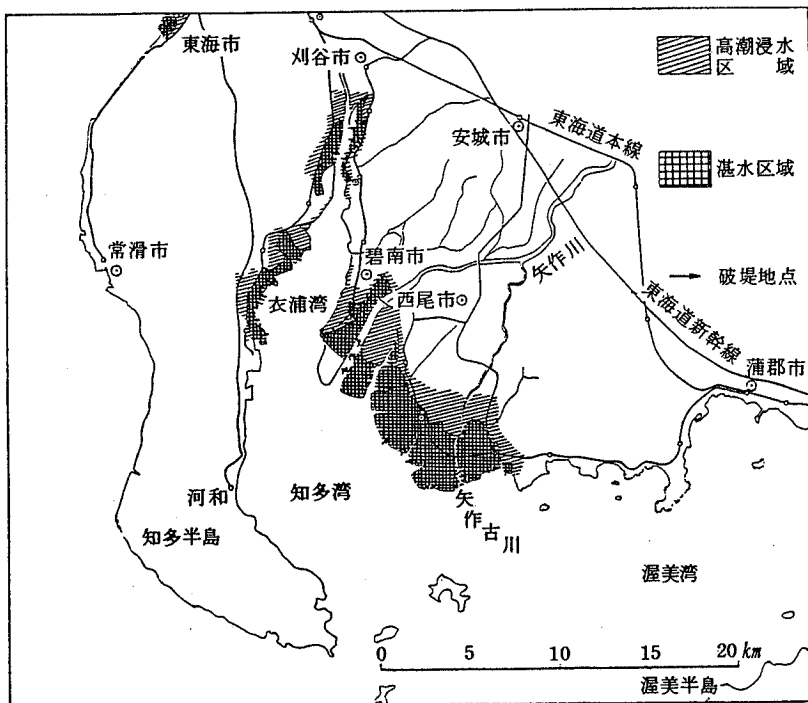 東海市
刈谷市
高潮浸水
区域
安城市
東海道本線
湛水区域
常滑市
碧南市
矢作川
破堤地点
衣浦湾
西尾市
東海道新幹線
蒲郡市
河和
知多湾
矢作古川
知多半島
渥美湾
0 5 10 15 20 km
渥美半島